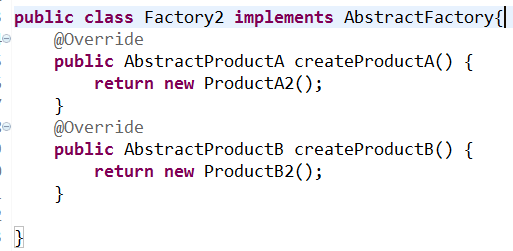 public class Factory2 implements AbstractFactory{
@Override
public AbstractProductA createProductA() {
return new ProductA2();
}
@Override
public AbstractProductB createProductB() {
return new ProductB2();
}
}